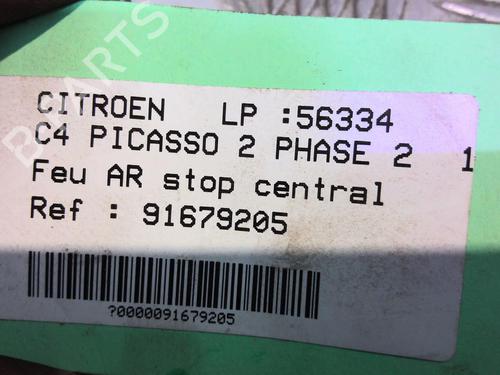 CITROEN LP :56334
C4 PICASSO 2 PHASE 2 1
Feu AR stop central
Ref : 91679205
?0000091679205